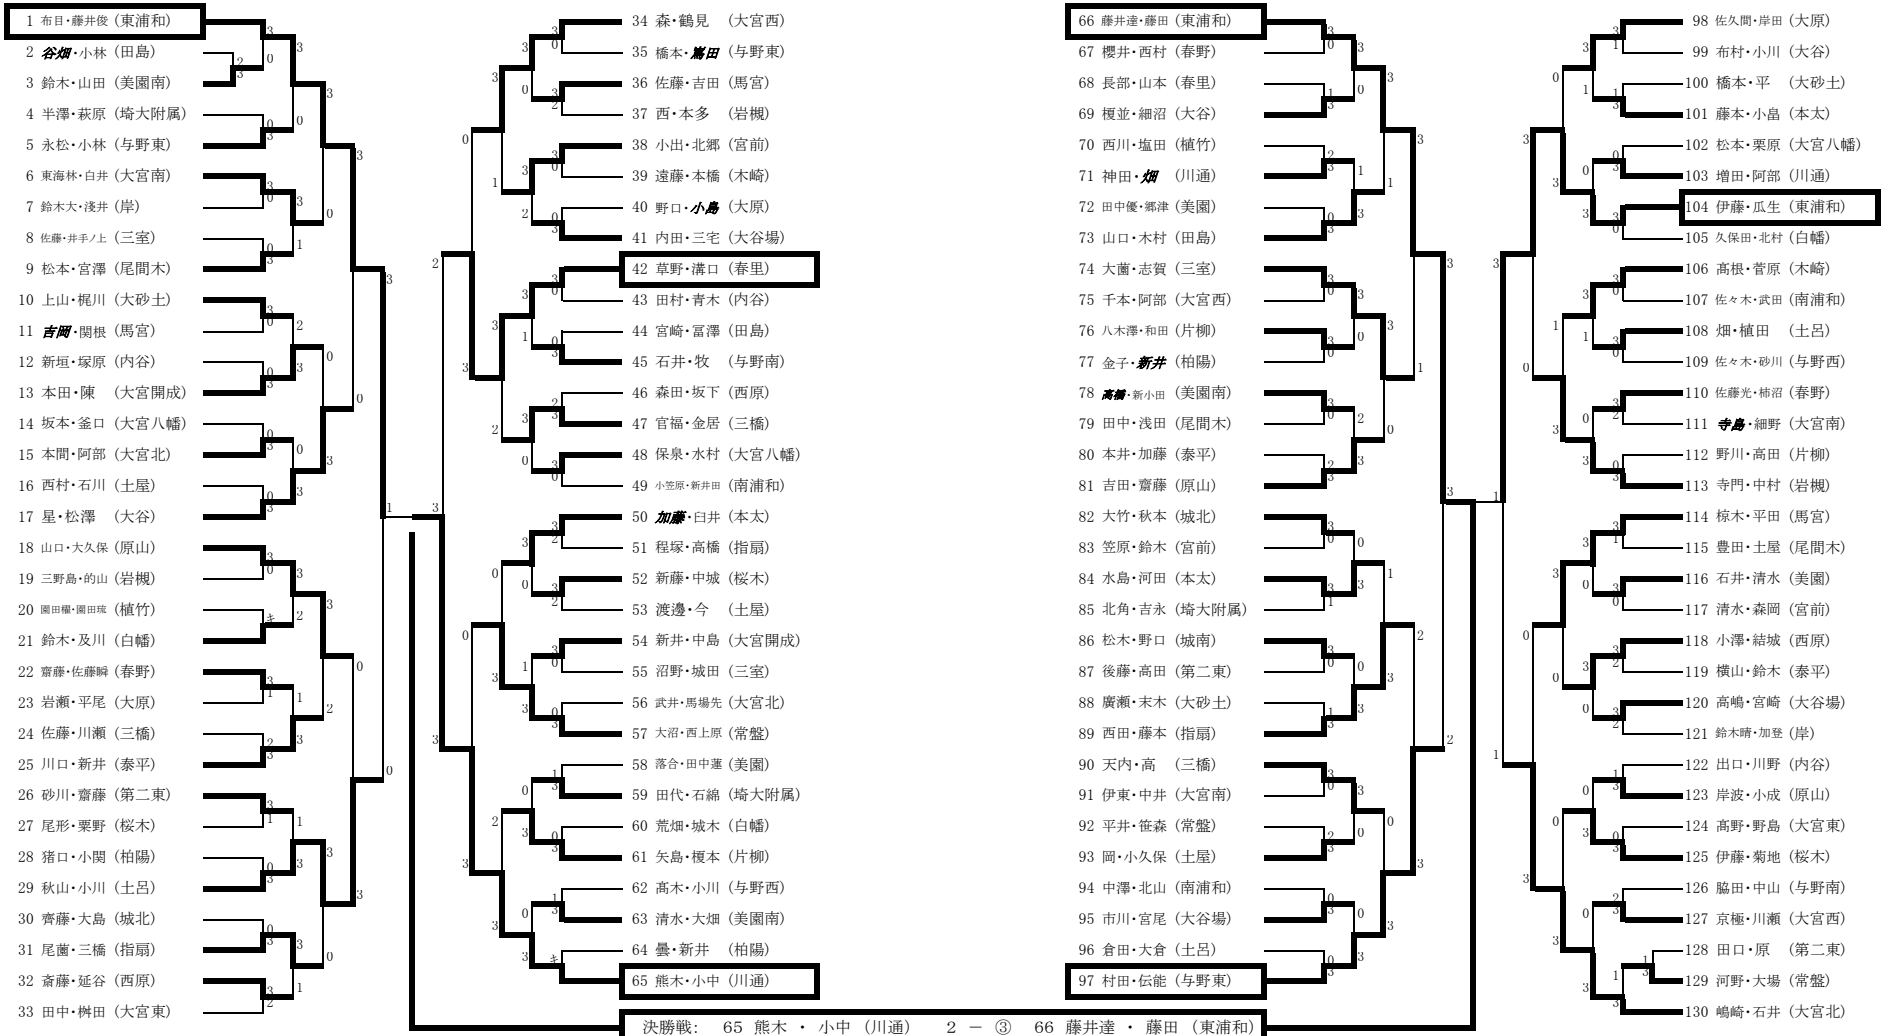 1 布目・藤井俊 (東浦和)
2 谷畑・小林 (田島)
3 鈴木・山田 (美園南)
4 半澤・萩原 (埼大附属)
5 永松・小林 (与野東)
6 東海林・白井 (大宮南)
7 鈴木大・淺井 (岸)
8 佐藤・井手ノ上 (三室)
9 松本・宮澤 (尾間木)
10 上山・梶川 (大砂土)
11 吉岡・関根 (馬宮)
12 新垣・塚原 (内谷)
13 本田・陳 (大宮開成)
14 坂本・釜口 (大宮八幡)
15 本間・阿部 (大宮北)
16 西村・石川 (土屋)
17 星・松澤 (大谷)
18 山口・大久保 (原山)
19 三野島・的山 (岩槻)
20 園田櫂・園田琉 (植竹)
21 鈴木・及川 (白幡)
22 齋藤・佐藤瞬 (春野)
23 岩瀬・平尾 (大原)
24 佐藤・川瀬 (三橋)
25 川口・新井 (泰平)
26 砂川・齋藤 (第二東)
27 尾形・栗野 (桜木)
28 猪口・小関 (柏陽)
29 秋山・小川 (土呂)
30 齊藤・大島 (城北)
31 尾薗・三橋 (指扇)
32 斎藤・延谷 (西原)
33 田中・桝田 (大宮東)
34 森・鶴見 (大宮西)
35 橋本・嶌田 (与野東)
36 佐藤・吉田 (馬宮)
37 西・本多 (岩槻)
38 小出・北郷 (宮前)
39 遠藤・本橋 (木崎)
40 野口・小島 (大原)
41 内田・三宅 (大谷場)
42 草野・溝口 (春里)
43 田村・青木 (内谷)
44 宮崎・冨澤 (田島)
45 石井・牧 (与野南)
46 森田・坂下 (西原)
47 官福・金居 (三橋)
48 保泉・水村 (大宮八幡)
49 小笠原・新井田 (南浦和)
50 加藤・臼井 (本太)
51 程塚・高橋 (指扇)
52 新藤・中城 (桜木)
53 渡邊・今 (土屋)
54 新井・中島 (大宮開成)
55 沼野・城田 (三室)
56 武井・馬場先 (大宮北)
57 大沼・西上原 (常盤)
58 落合・田中蓮 (美園)
59 田代・石綿 (埼大附属)
60 荒畑・城木 (白幡)
61 矢島・榎本 (片柳)
62 髙木・小川 (与野西)
63 清水・大畑 (美園南)
64 曇・新井 (柏陽)
65 熊木・小中 (川通)
66 藤井達・藤田 (東浦和)
67 櫻井・西村 (春野)
68 長部・山本 (春里)
69 榎並・細沼 (大谷)
70 西川・塩田 (植竹)
71 神田・畑 (川通)
72 田中優・郷津 (美園)
73 山口・木村 (田島)
74 大薗・志賀 (三室)
75 千本・阿部 (大宮西)
76 八木澤・和田 (片柳)
77 金子・新井 (柏陽)
78 高橋・新小田 (美園南)
79 田中・浅田 (尾間木)
80 本井・加藤 (泰平)
81 吉田・齋藤 (原山)
82 大竹・秋本 (城北)
83 笠原・鈴木 (宮前)
84 水島・河田 (本太)
85 北角・吉永 (埼大附属)
86 松木・野口 (城南)
87 後藤・高田 (第二東)
88 廣瀬・末木 (大砂土)
89 西田・藤本 (指扇)
90 天内・高 (三橋)
91 伊東・中井 (大宮南)
92 平井・笹森 (常盤)
93 岡・小久保 (土屋)
94 中澤・北山 (南浦和)
95 市川・宮尾 (大谷場)
96 倉田・大倉 (土呂)
97 村田・伝能 (与野東)
98 佐久間・岸田 (大原)
99 布村・小川 (大谷)
100 橋本・平 (大砂土)
101 藤本・小畠 (本太)
102 松本・栗原 (大宮八幡)
103 増田・阿部 (川通)
104 伊藤・瓜生 (東浦和)
105 久保田・北村 (白幡)
106 髙根・菅原 (木崎)
107 佐々木・武田 (南浦和)
108 畑・植田 (土呂)
109 佐々木・砂川 (与野西)
110 佐藤光・柿沼 (春野)
111 寺島・細野 (大宮南)
112 野川・高田 (片柳)
113 寺門・中村 (岩槻)
114 椋木・平田 (馬宮)
115 豊田・土屋 (尾間木)
116 石井・清水 (美園)
117 清水・森岡 (宮前)
118 小澤・結城 (西原)
119 横山・鈴木 (泰平)
120 高嶋・宮崎 (大谷場)
121 鈴木晴・加登 (岸)
122 出口・川野 (内谷)
123 岸波・小成 (原山)
124 髙野・野島 (大宮東)
125 伊藤・菊地 (桜木)
126 脇田・中山 (与野南)
127 京極・川瀬 (大宮西)
128 田口・原 (第二東)
129 河野・大場 (常盤)
130 嶋崎・石井 (大宮北)
決勝戦: 65 熊木 ・ 小中 (川通) 2 － ③ 66 藤井達 ・ 藤田 (東浦和)